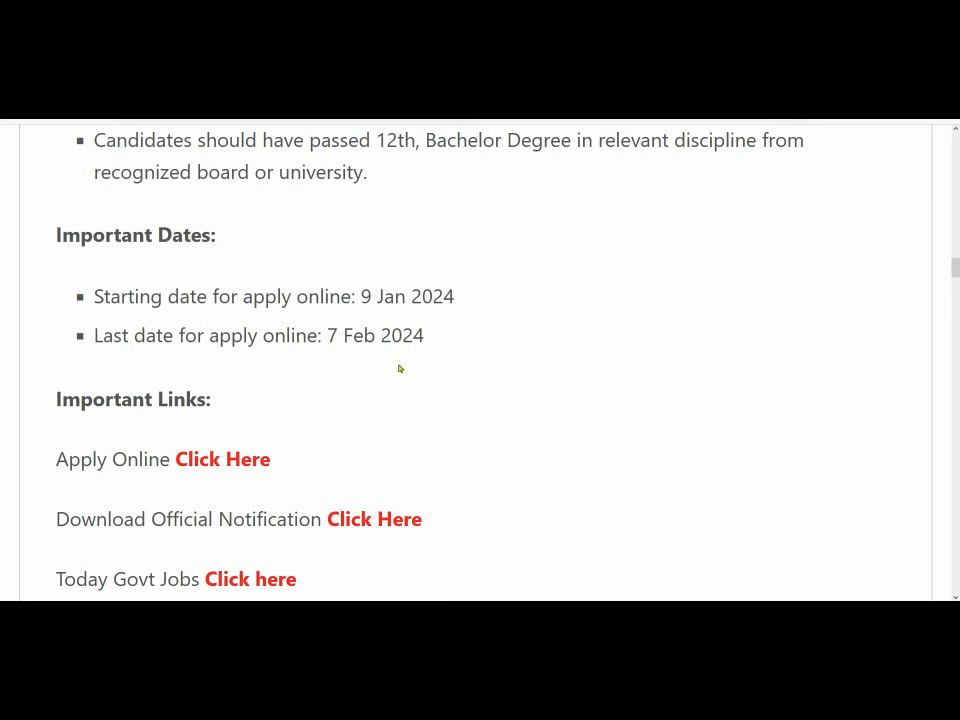 Candidates should have passed 12th, Bachelor Degree in relevant discipline from
recognized board or university.
Important Dates:
Starting date for apply online: 9 Jan 2024
Last date for apply online: 7 Feb 2024
Important Links:
Apply Online Click Here
Download Official Notification Click Here
Today Govt Jobs Click here